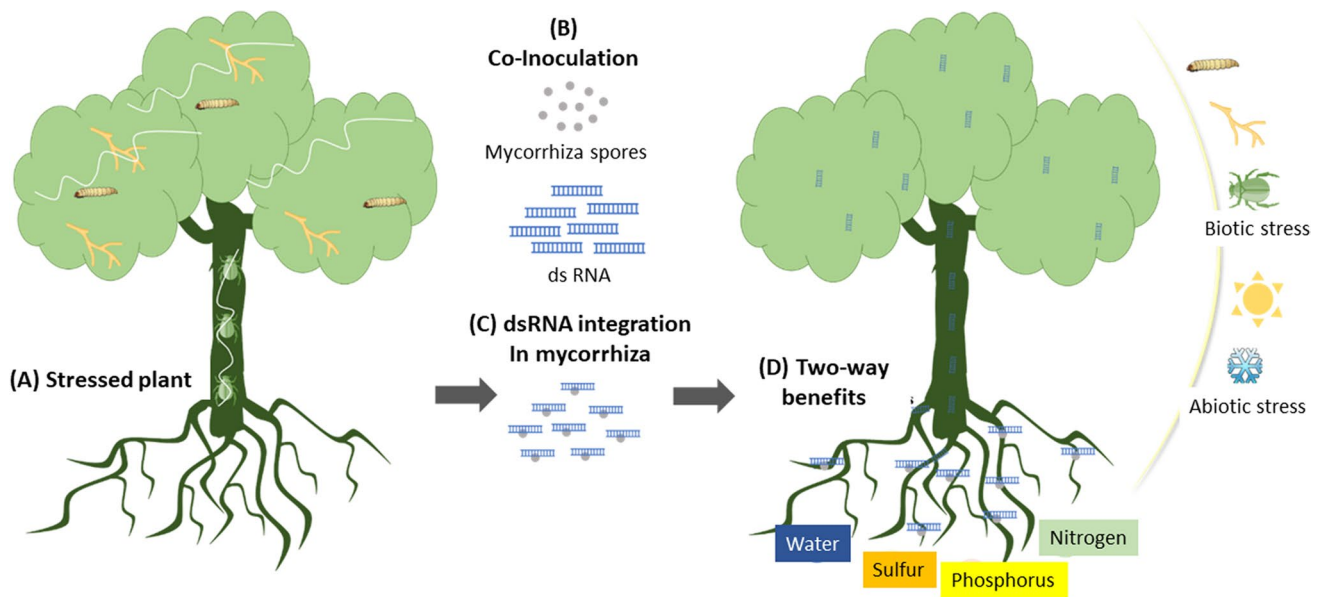 (A) Stressed plant
(B)
Co-Inoculation
Mycorrhiza spores
ds RNA
(C) dsRNA integration
In mycorrhiza
(D) Two-way
benefits
s
Water
Sulfur
Phosphorus
Nitrogen
Biotic stress
Abiotic stress